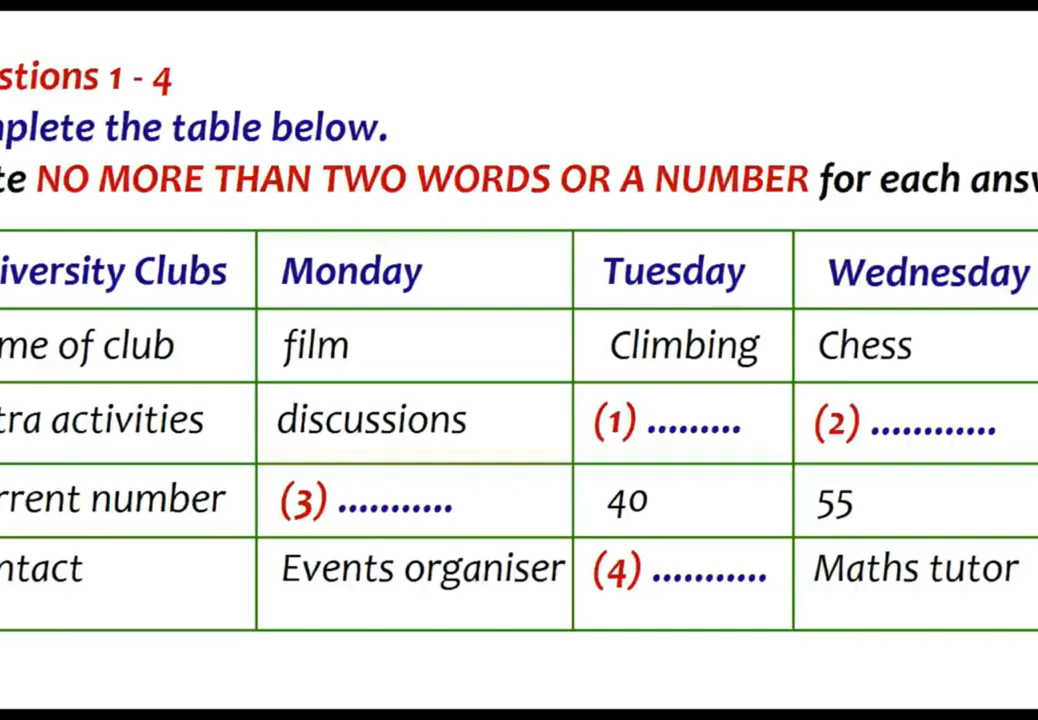 stions 1 - 4
plete the table below.
te NO MORE THAN TWO WORDS OR A NUMBER for each ans
iversity Clubs Monday Tuesday Wednesday
me of club film Climbing Chess
tra activities discussions (1) ......... (2) ............
rrent number (3) ........... 40 55
ntact Events organiser (4) ........... Maths tutor